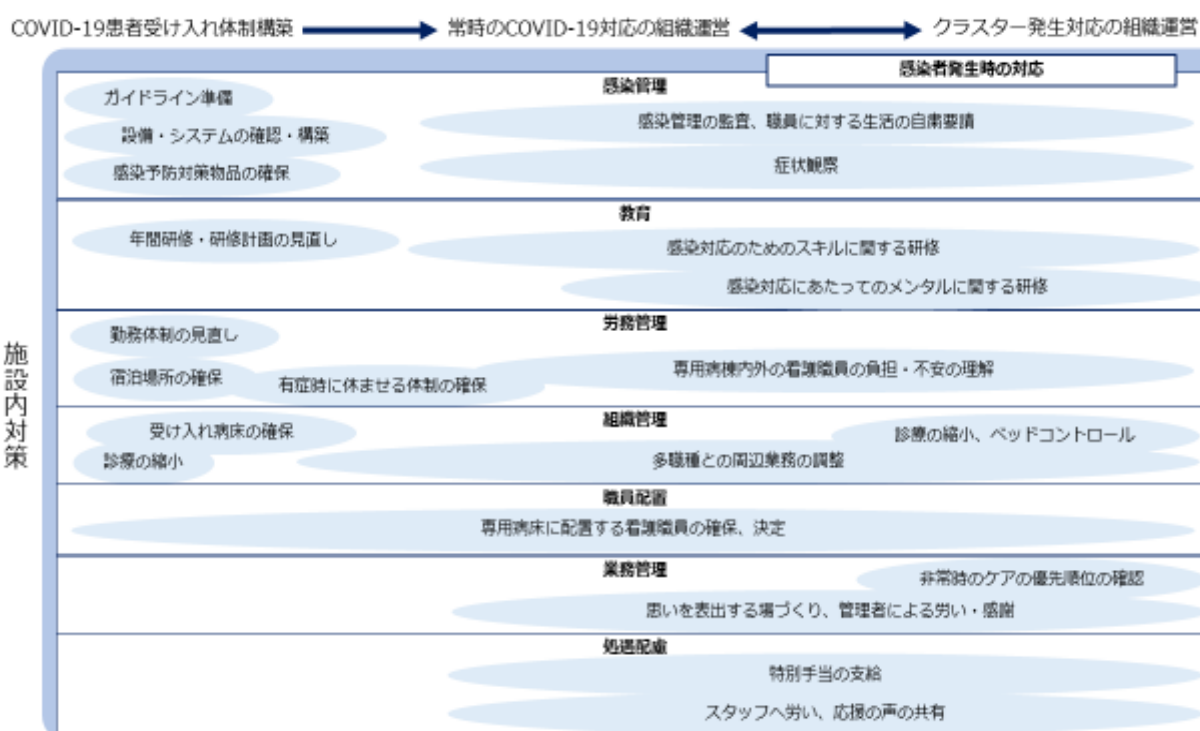 COVID-19患者受け入れ体制構築
常時のCOVID-19対応の組織運営
クラスター発生対応の組織運営
感染者発生時の対応
施設内対策
感染管理
ガイドライン準備
設備・システムの確認・構築
感染予防対策物品の確保
感染管理の監査、職員に対する生活の自粛要請
症状観察
教育
年間研修・研修計画の見直し
感染対応のためのスキルに関する研修
感染対応にあたってのメンタルに関する研修
労務管理
勤務体制の見直し
宿泊場所の確保
有症時に休ませる体制の確保
専用病棟内外の看護職員の負担・不安の理解
組織管理
受け入れ病床の確保
診療の縮小
診療の縮小、ベッドコントロール
多職種との周辺業務の調整
職員配置
専用病床に配置する看護職員の確保、決定
業務管理
非常時のケアの優先順位の確認
思いを表出する場づくり、管理者による労い・感謝
処遇配慮
特別手当の支給
スタッフへ労い、応援の声の共有